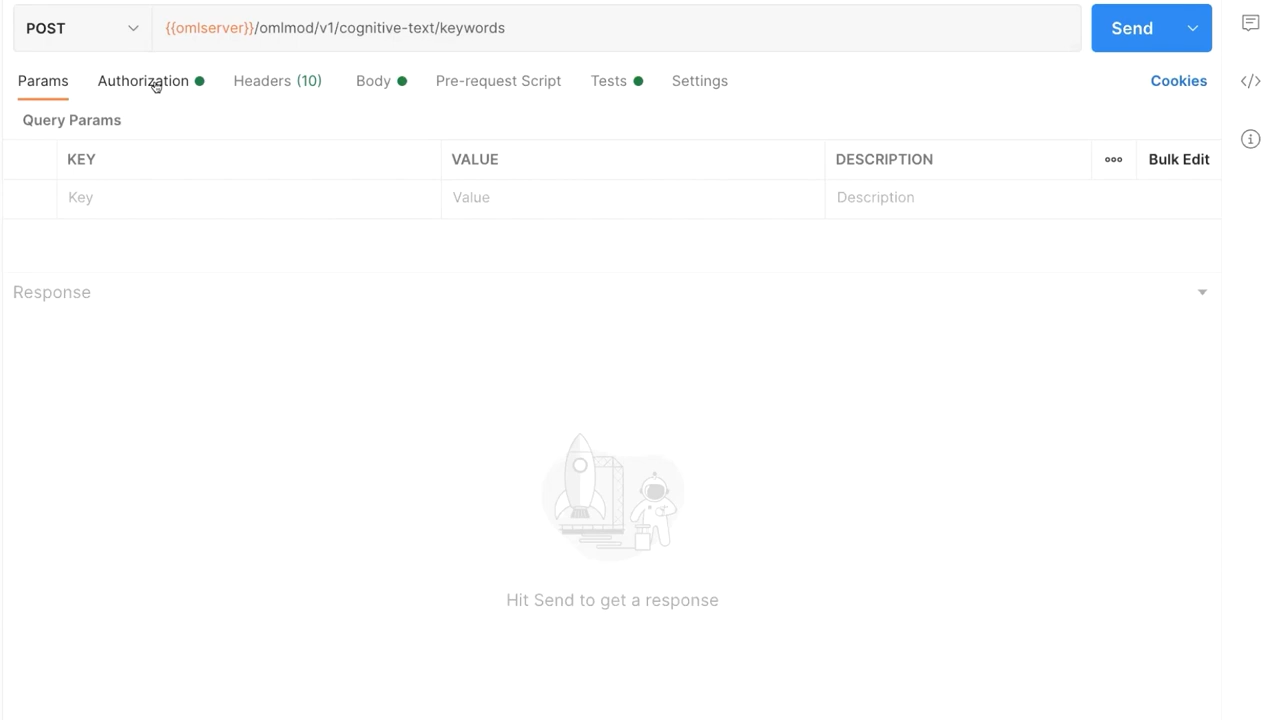 POST {{omlserver}}/omlmod/v1/cognitive-text/keywords Send
Params Authorization Headers (10) Body Pre-request Script Tests Settings Cookies
Query Params
KEY VALUE DESCRIPTION Bulk Edit
Key Value Description
Response
Hit Send to get a response